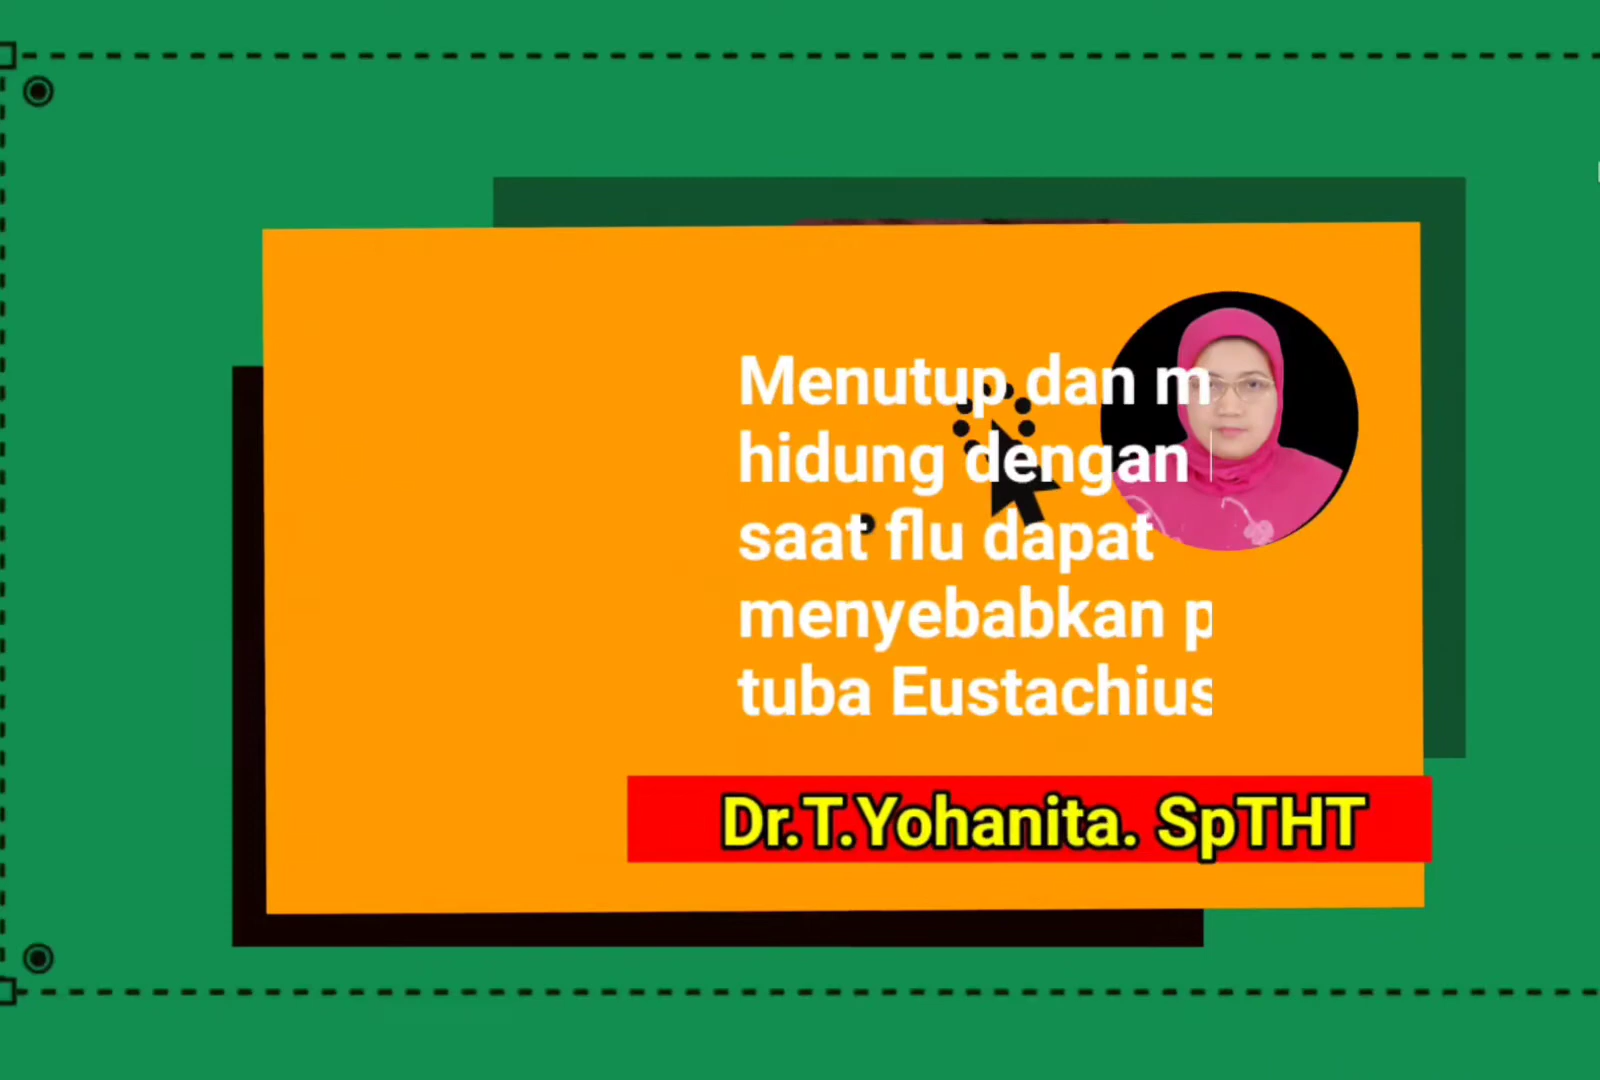 Menutup dan
hidung dengan
saat flu dapat
menyebabkan
tuba Eustachius
Dr.T.Yohanita. SpTHT